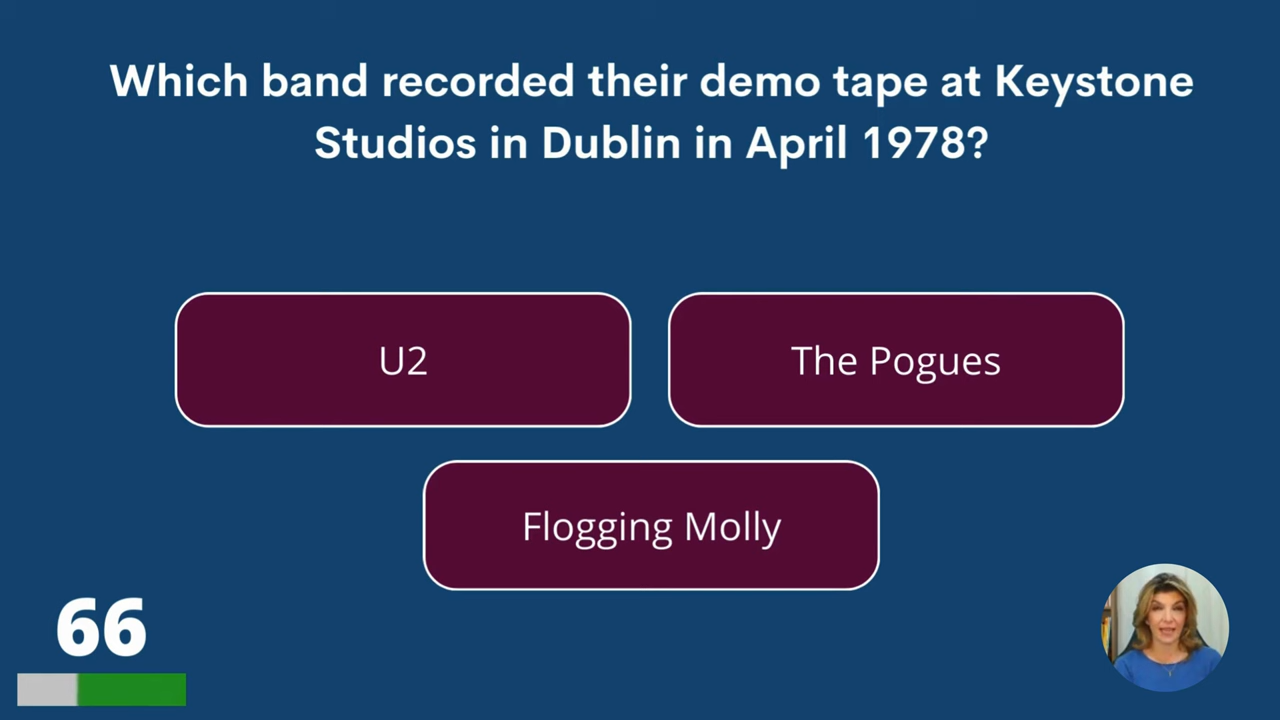 Which band recorded their demo tape at Keystone
Studios in Dublin in April 1978?
U2
The Pogues
Flogging Molly
66